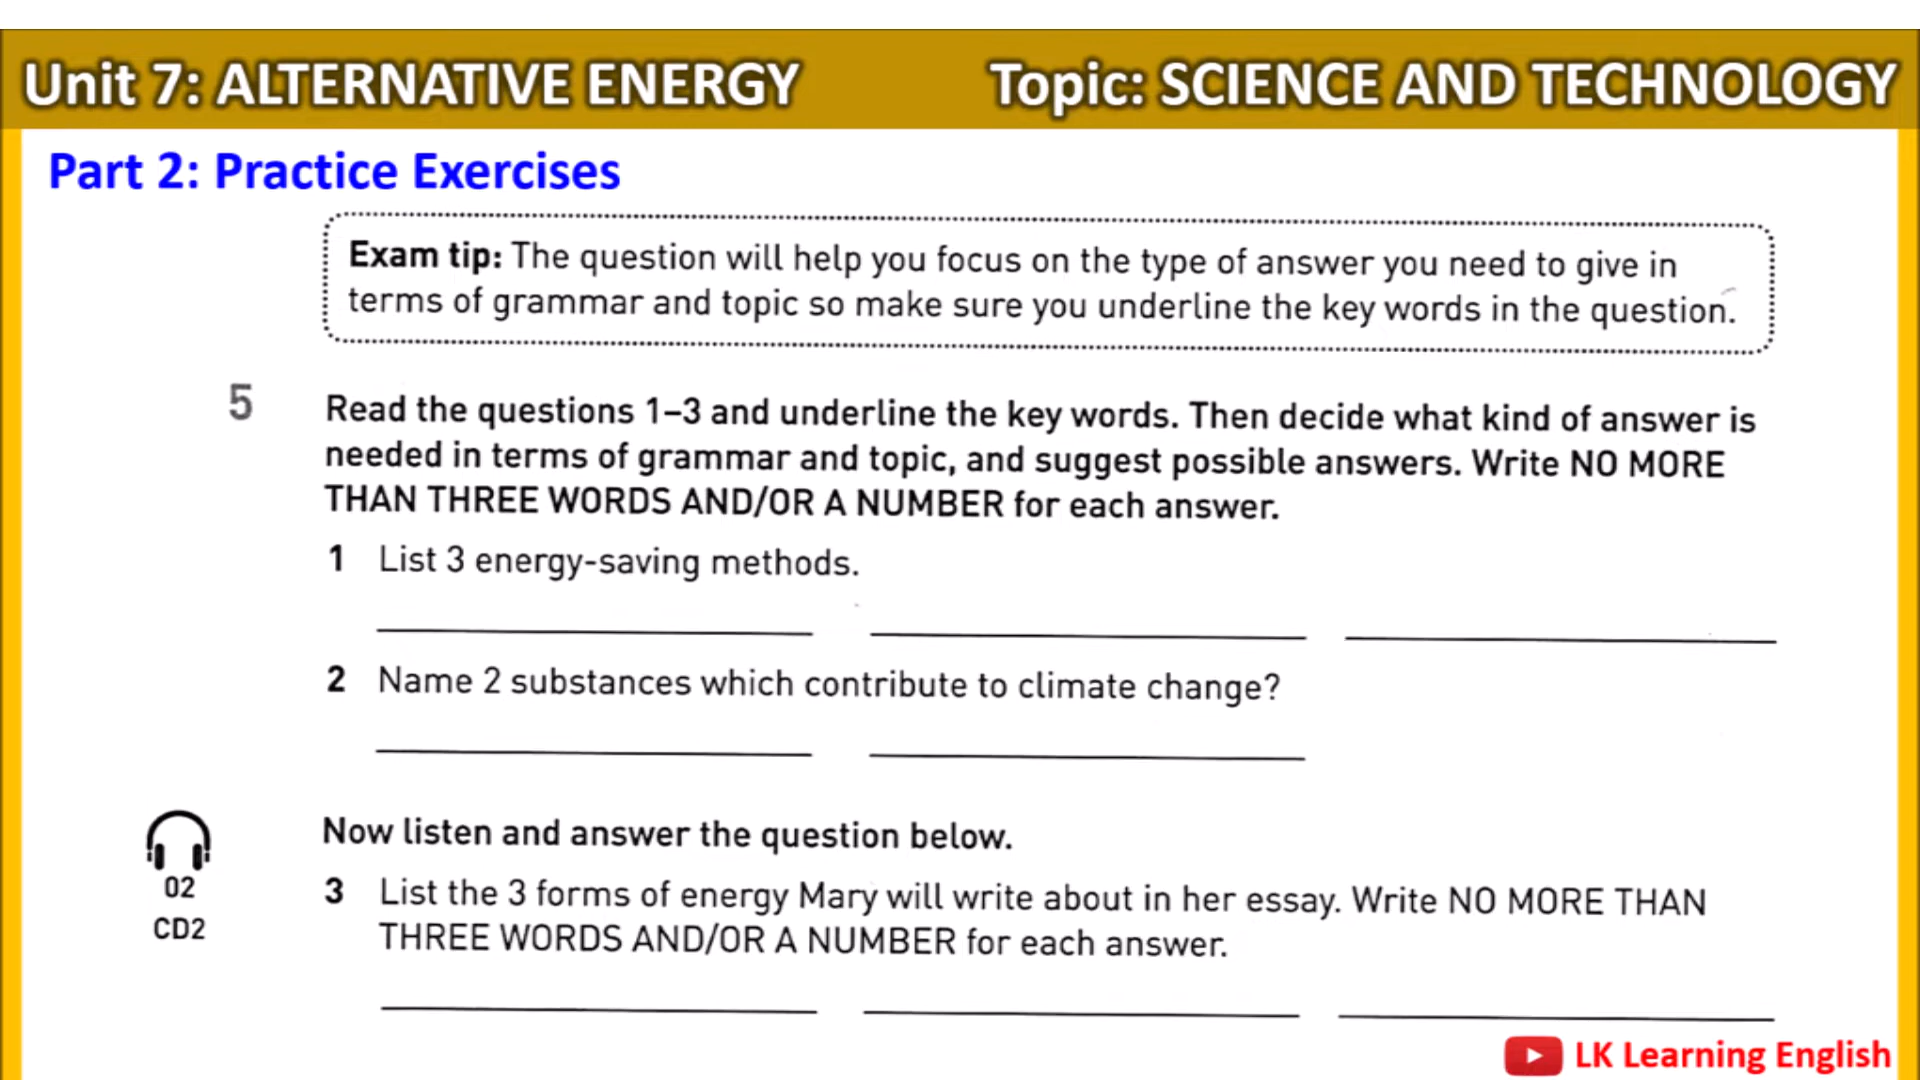 Unit 7: ALTERNATIVE ENERGY Topic: SCIENCE AND TECHNOLOGY
Part 2: Practice Exercises
Exam tip: The question will help you focus on the type of answer you need to give in
terms of grammar and topic so make sure you underline the key words in the question.
5 Read the questions 1–3 and underline the key words. Then decide what kind of answer is
needed in terms of grammar and topic, and suggest possible answers. Write NO MORE
THAN THREE WORDS AND/OR A NUMBER for each answer.
1 List 3 energy-saving methods.
2 Name 2 substances which contribute to climate change?
Now listen and answer the question below.
02
CD2
3 List the 3 forms of energy Mary will write about in her essay. Write NO MORE THAN
THREE WORDS AND/OR A NUMBER for each answer.
LK Learning English